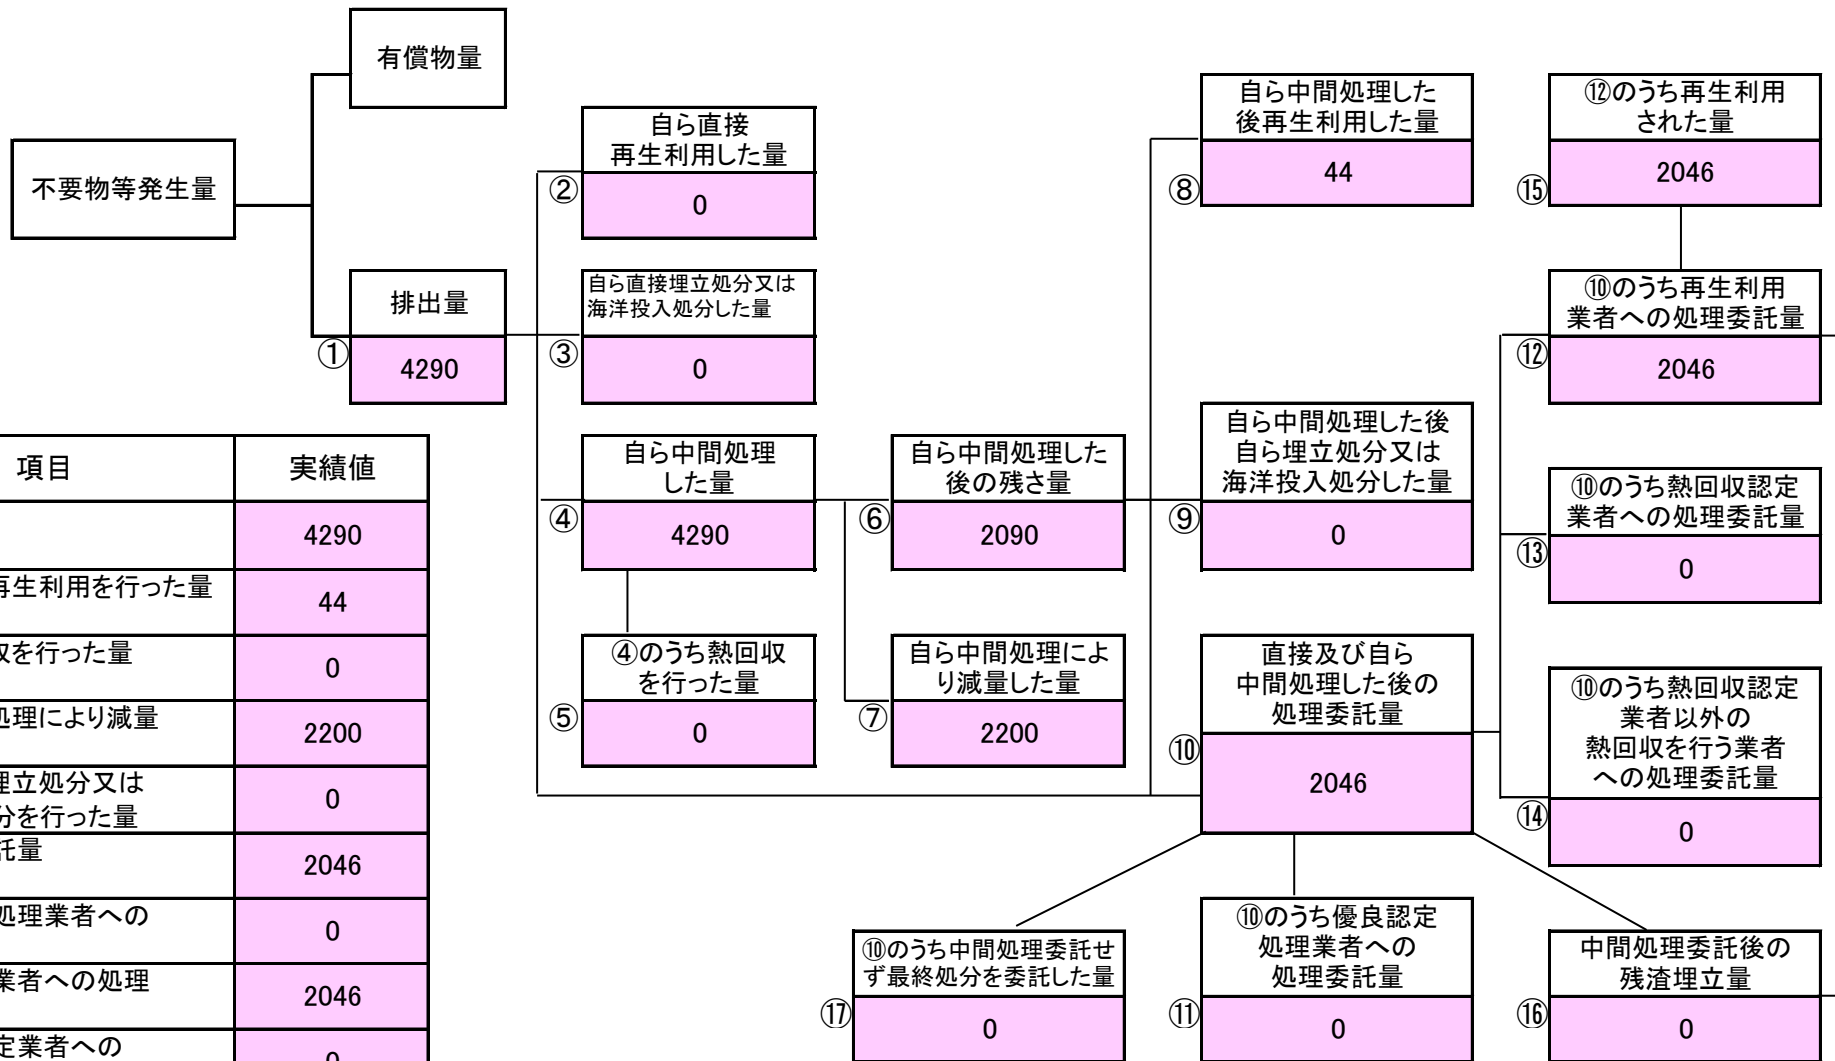 有償物量
不要物等発生量
排出量
①
4290
自ら直接
再生利用した量
②
0
自ら直接埋立処分又は
海洋投入処分した量
③
0
自ら中間処理
した量
④
4290
④のうち熱回収
を行った量
⑤
0
自ら中間処理した
後の残さ量
⑥
2090
自ら中間処理によ
り減量した量
⑦
2200
自ら中間処理した
後再生利用した量
⑧
44
自ら中間処理した後
自ら埋立処分又は
海洋投入処分した量
⑨
0
直接及び自ら
中間処理した後の
処理委託量
⑩
2046
⑫のうち再生利用
された量
⑮
2046
⑩のうち再生利用
業者への処理委託量
⑫
2046
⑩のうち熱回収認定
業者への処理委託量
⑬
0
⑩のうち熱回収認定
業者以外の
熱回収を行う業者
への処理委託量
⑭
0
⑩のうち中間処理委託せ
ず最終処分を委託した量
⑰
0
⑩のうち優良認定
処理業者への
処理委託量
⑪
0
中間処理委託後の
残渣埋立量
⑯
0
項目 実績値
4290
再生利用を行った量 44
を行った量 0
処理により減量 2200
埋立処分又は
分を行った量 0
託量 2046
処理業者への 0
業者への処理 2046
定業者への 0